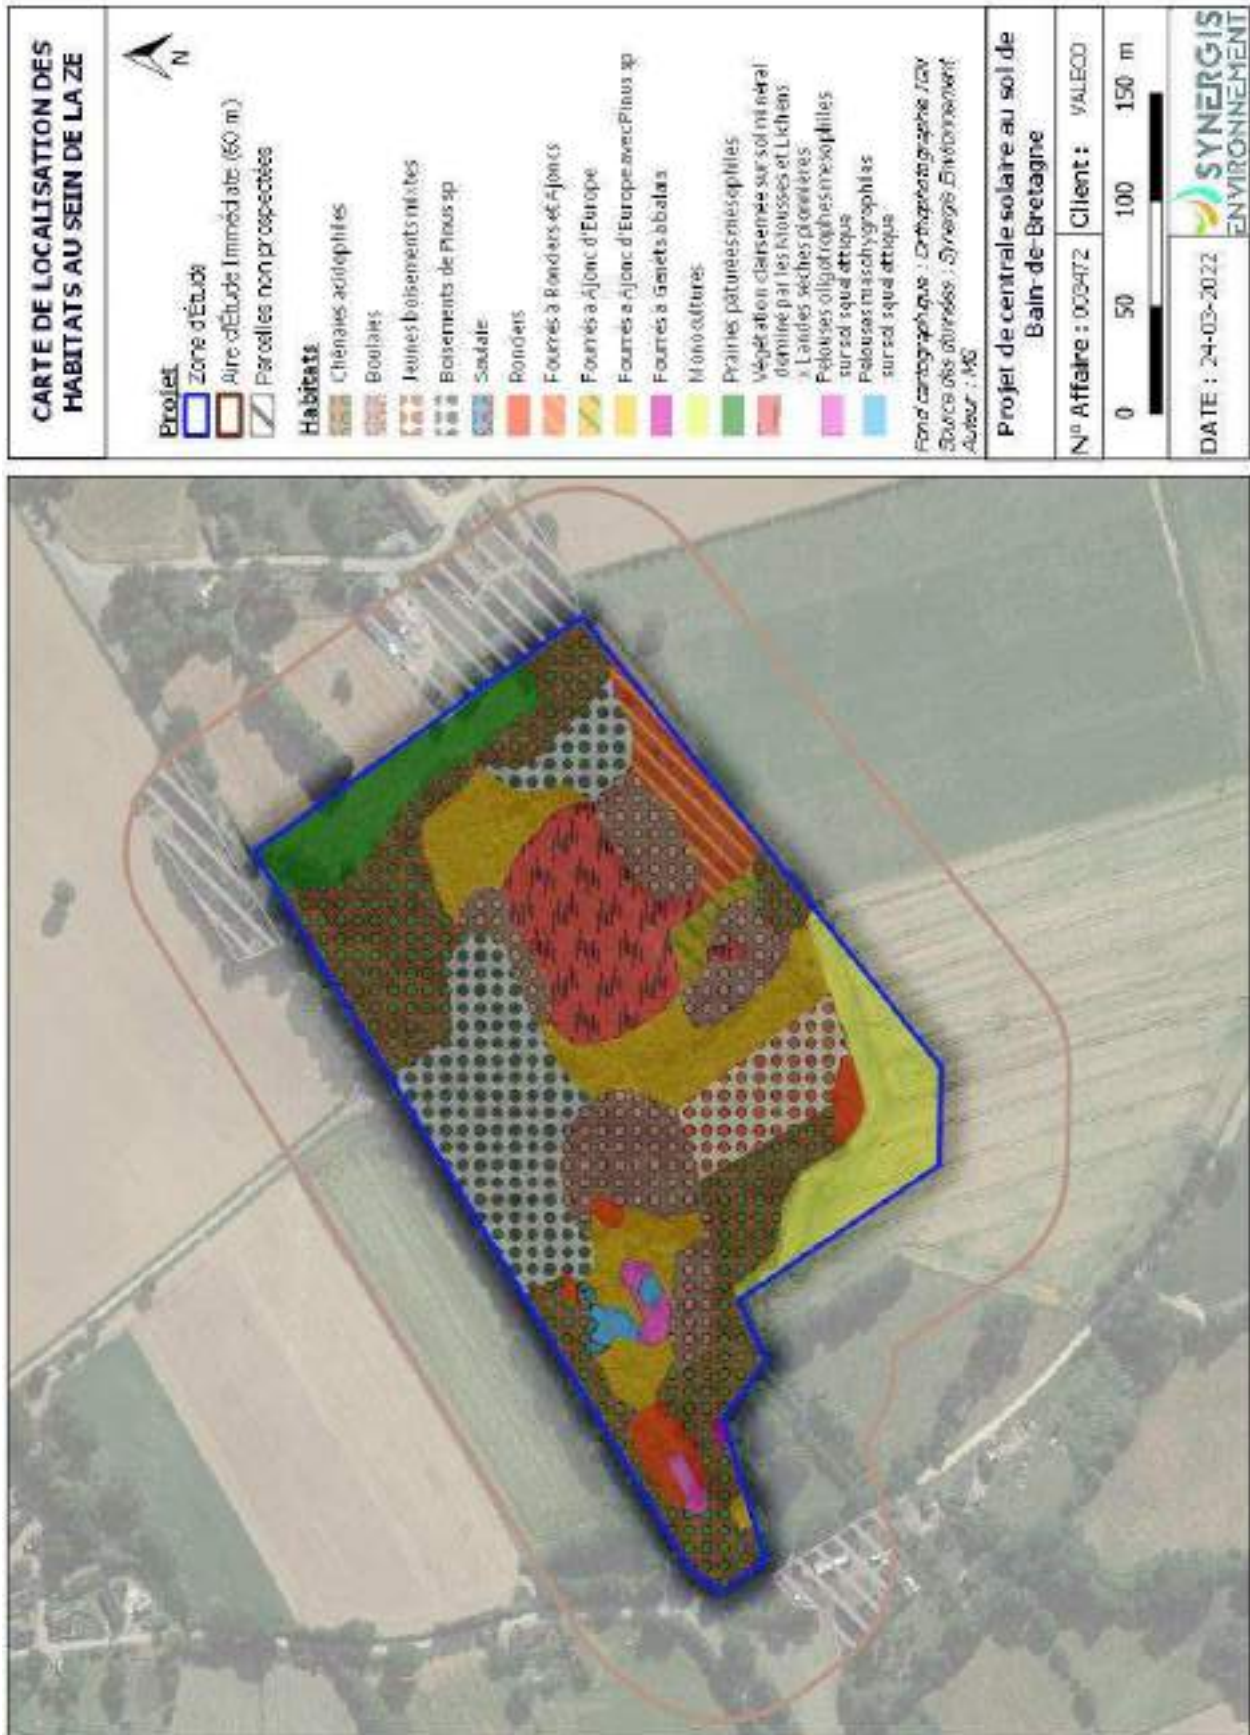 CARTE DE LOCALISATION DES
HABITATS AU SEIN DE LA ZE
N
Projet
Zone d'Étude
Aire d'Étude Immédiate (60 m)
Parcelles non prospectées
Habitats
Chênaies acidiphiles
Boulaies
Jeunes boisements mixtes
Boisements de Pinus sp
Saulaie
Ronciers
Fourrés à Ronciers et Ajoncs
Fourrés à Ajonc d'Europe
Fourrés à Ajonc d'Europe avec Pinus sp
Fourrés à Genets à balais
Monocultures
Prairies pâturées mésophiles
Végétation clairsemée sur sol minéral
dominé par les Mousses et Lichens
x Landes sèches pionnières
Pelouses oligotrophes mesophiles
sur sol squelettique
Pelouses mesohygrophiles
sur sol squelettique
Fond cartographique : Orthophotographie IGN
Source des données : Synergis Environnement
Auteur : MG
Projet de centrale solaire au sol de
Bain-de-Bretagne
N° Affaire : 003472
Client : VALECO
0 50 100 150 m
DATE : 24-03-2022
SYNERGIS
ENVIRONNEMENT